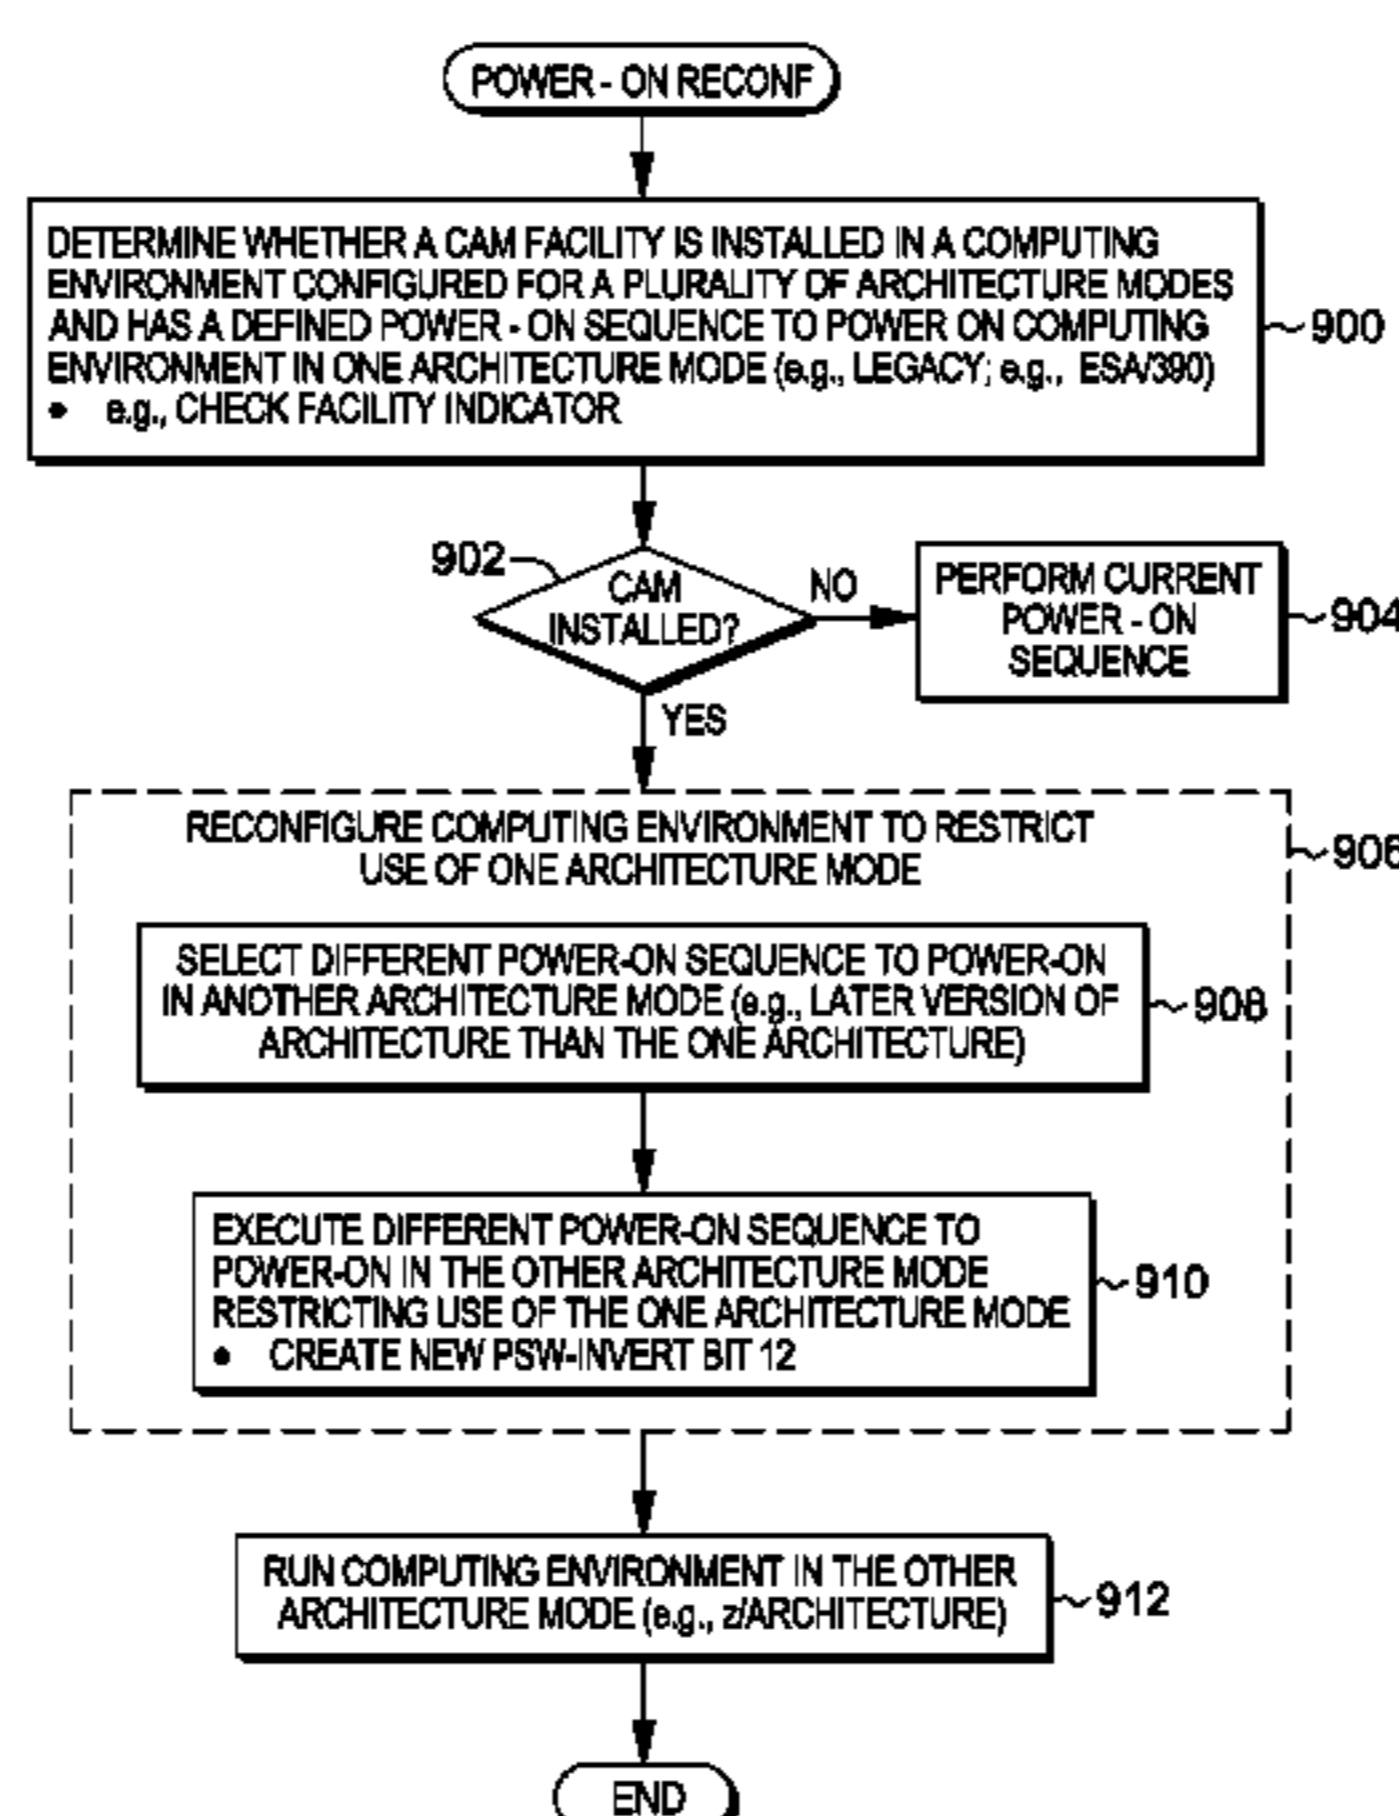 POWER - ON RECONF
DETERMINE WHETHER A CAM FACILITY IS INSTALLED IN A COMPUTING
ENVIRONMENT CONFIGURED FOR A PLURALITY OF ARCHITECTURE MODES
AND HAS A DEFINED POWER - ON SEQUENCE TO POWER ON COMPUTING
ENVIRONMENT IN ONE ARCHITECTURE MODE (e.g., LEGACY; e.g., ESA/390)
• e.g., CHECK FACILITY INDICATOR
900
902
CAM
INSTALLED?
NO
PERFORM CURRENT
POWER - ON
SEQUENCE
904
YES
RECONFIGURE COMPUTING ENVIRONMENT TO RESTRICT
USE OF ONE ARCHITECTURE MODE
906
SELECT DIFFERENT POWER-ON SEQUENCE TO POWER-ON
IN ANOTHER ARCHITECTURE MODE (e.g., LATER VERSION OF
ARCHITECTURE THAN THE ONE ARCHITECTURE)
908
EXECUTE DIFFERENT POWER-ON SEQUENCE TO
POWER-ON IN THE OTHER ARCHITECTURE MODE
RESTRICTING USE OF THE ONE ARCHITECTURE MODE
• CREATE NEW PSW-INVERT BIT 12
910
RUN COMPUTING ENVIRONMENT IN THE OTHER
ARCHITECTURE MODE (e.g., z/ARCHITECTURE)
912
END